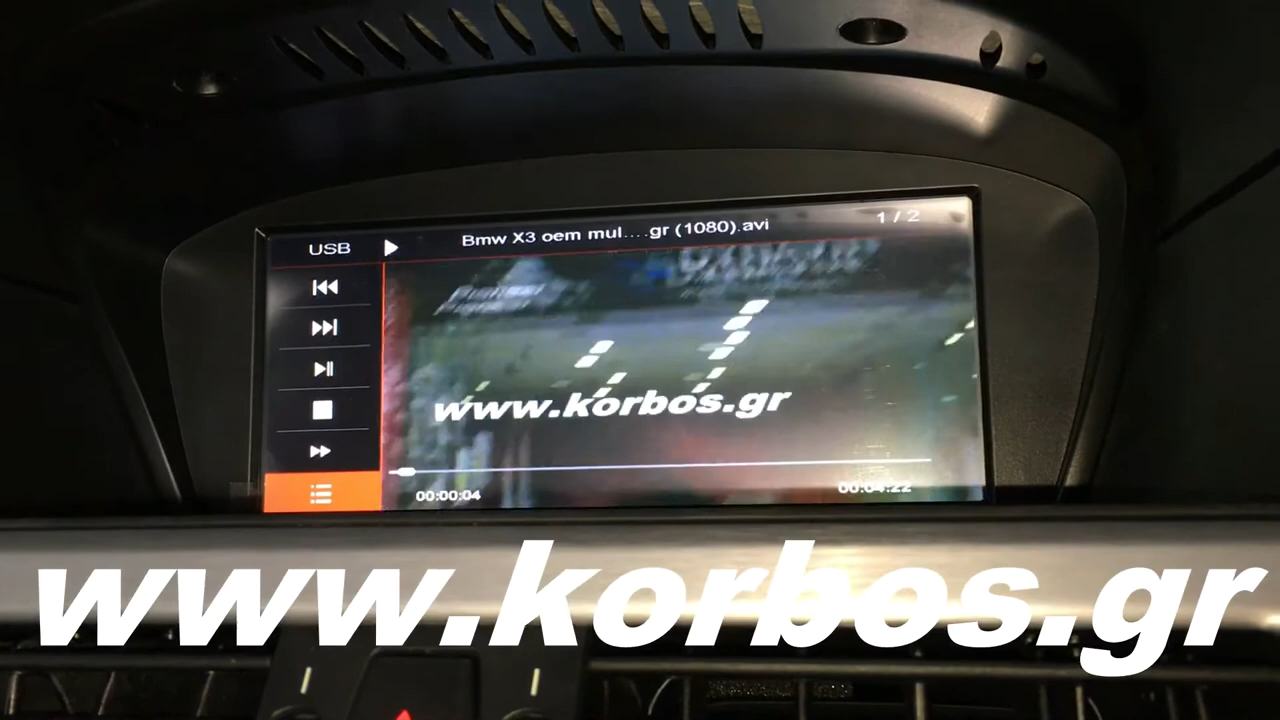 USB
Bmw X3 oem mul....gr (1080).avi
1 / 2
www.korbos.gr
00:00:04
00:04:22
www.korbos.gr